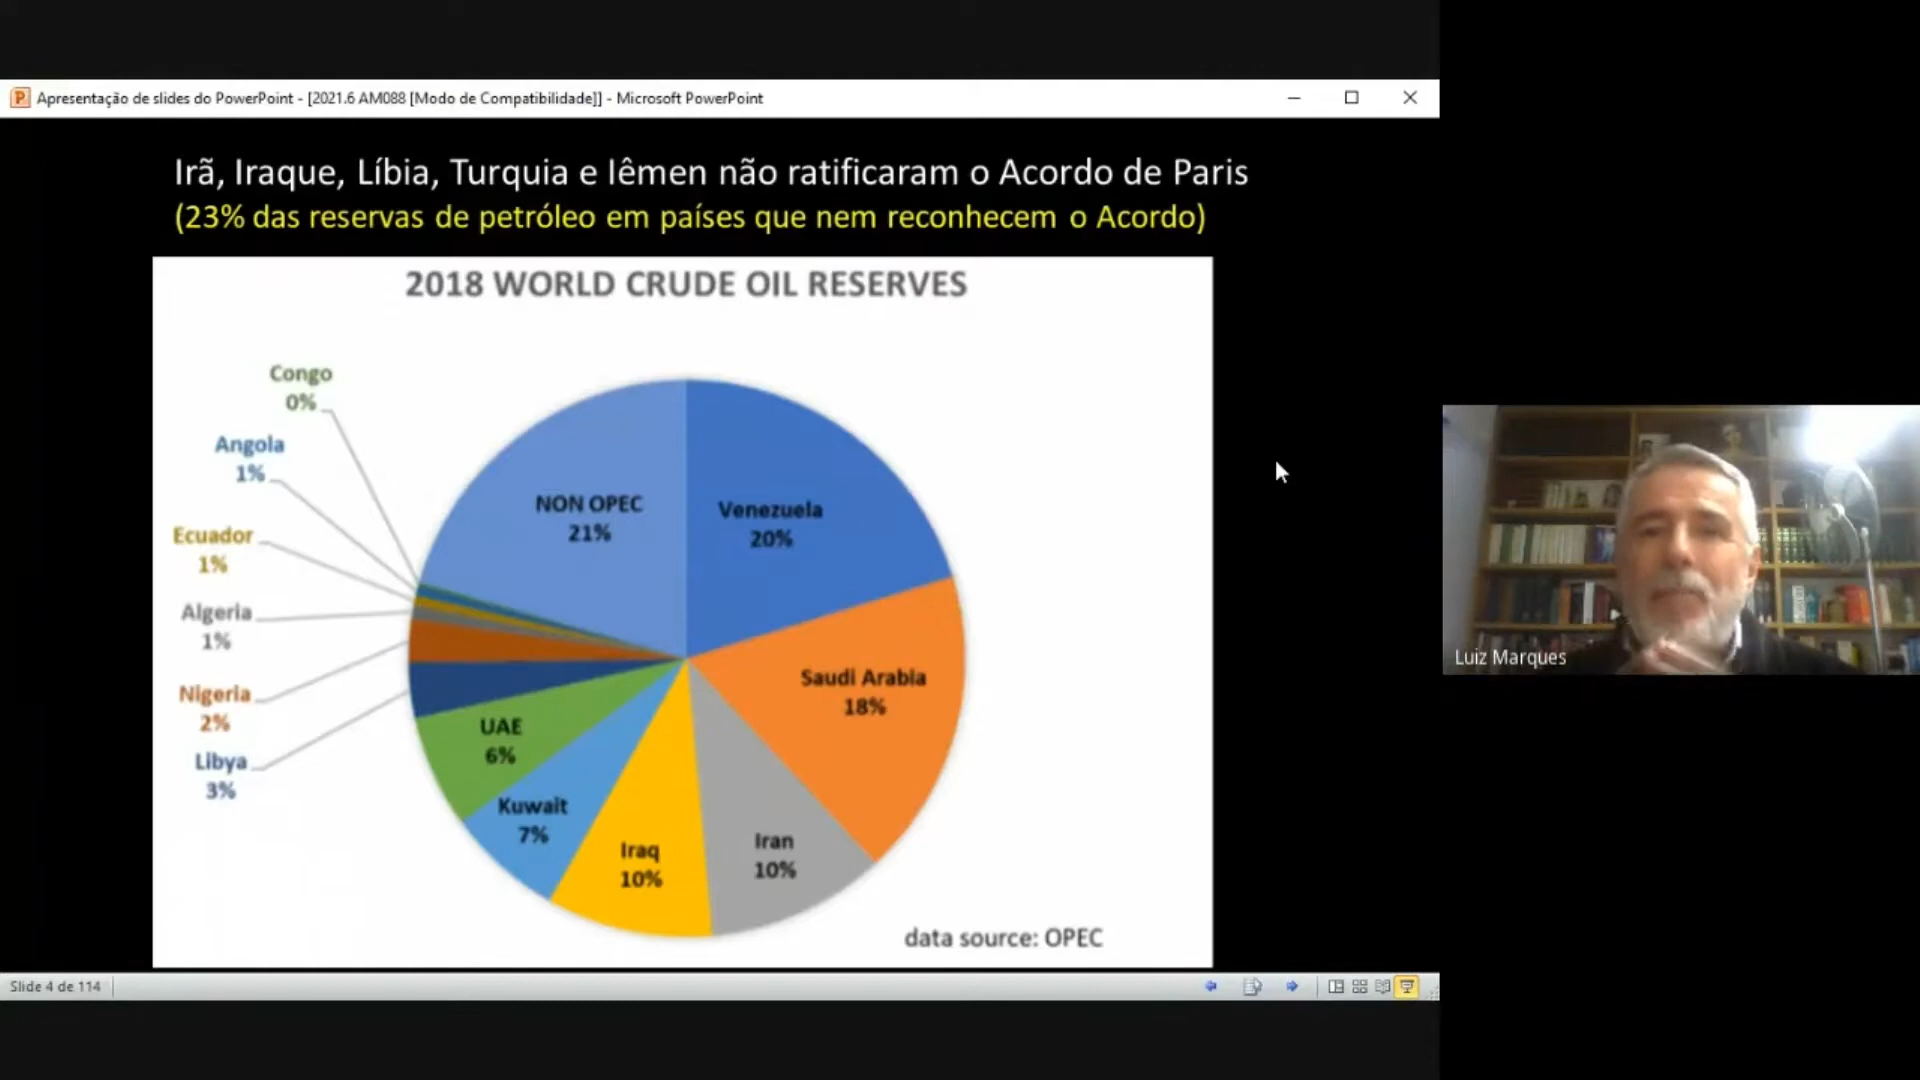 Apresentação de slides do PowerPoint - [2021.6 AM088 [Modo de Compatibilidade]] - Microsoft PowerPoint
Irã, Iraque, Líbia, Turquia e Iêmen não ratificaram o Acordo de Paris
(23% das reservas de petróleo em países que nem reconhecem o Acordo)
2018 WORLD CRUDE OIL RESERVES
Congo
0%
Angola
1%
Ecuador
1%
Algeria
1%
Nigeria
2%
Libya
3%
NON OPEC
21%
Venezuela
20%
Saudi Arabia
18%
UAE
6%
Kuwait
7%
Iraq
10%
Iran
10%
data source: OPEC
Luiz Marques
Slide 4 de 114